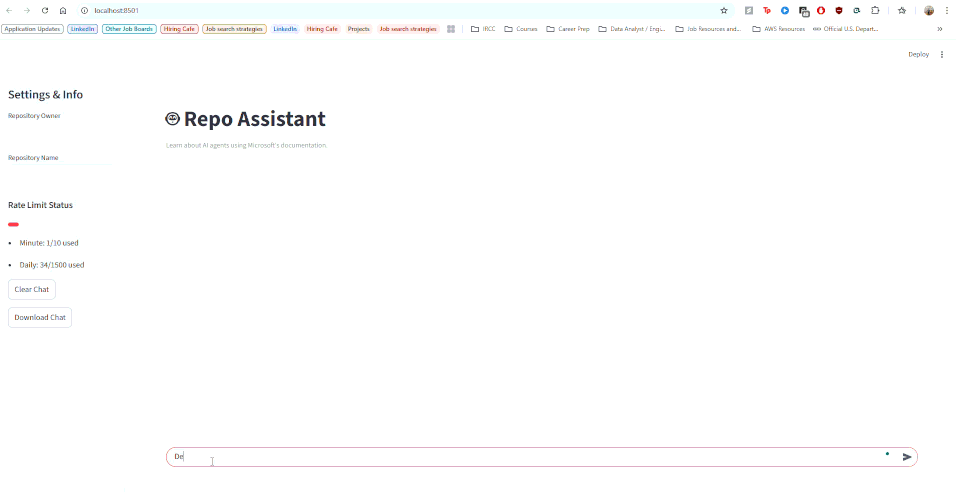 localhost:8501
Application Updates LinkedIn Other Job Boards Hiring Cafe Job search strategies LinkedIn Hiring Cafe Projects Job search strategies IRCC Courses Career Prep Data Analyst / Engi... Job Resources and... AWS Resources Official U.S. Depart... »
Deploy
Settings & Info
Repository Owner
Repo Assistant
Learn about AI agents using Microsoft's documentation.
Repository Name
Rate Limit Status
• Minute: 1/10 used
• Daily: 34/1500 used
Clear Chat
Download Chat
De